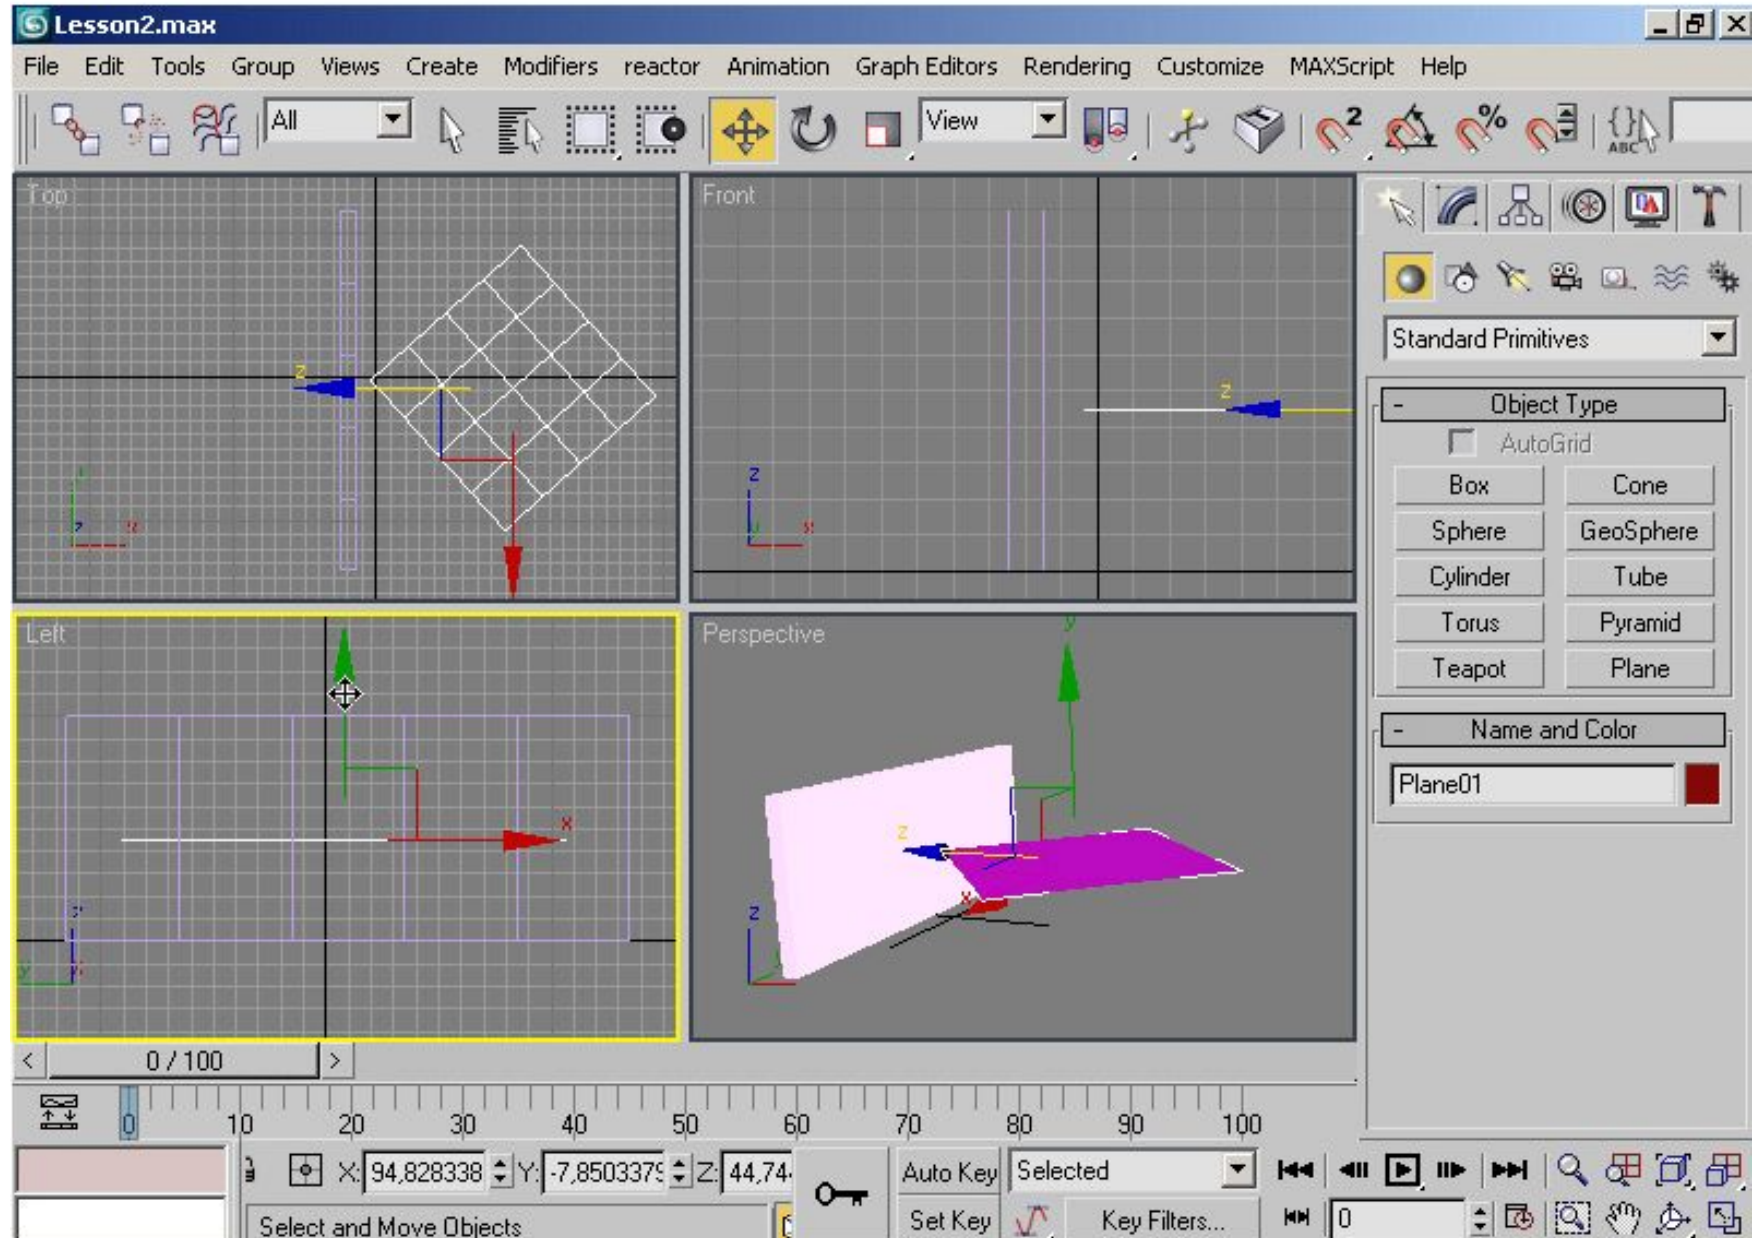 Lesson2.max
File Edit Tools Group Views Create Modifiers reactor Animation Graph Editors Rendering Customize MAXScript Help
All View 2 % {} ABC
Top
Front
Standard Primitives
Object Type
AutoGrid
Box Cone
Sphere GeoSphere
Cylinder Tube
Torus Pyramid
Teapot Plane
Name and Color
Plane01
z
z
z
x
Left
Perspective
y
x
z
x
z
y
0 / 100
0 10 20 30 40 50 60 70 80 90 100
X: 94,828338 Y: -7,8503379 Z: 44,74
Auto Key Selected
Select and Move Objects
Set Key Key Filters... 0